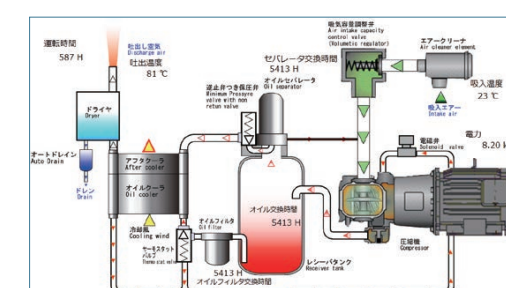 運転時間
587 H
吐出し空気
Discharge air
吐出温度
81 ℃
ドライヤ
Dryer
オートドレイン
Auto Drain
ドレン
Drain
アフタクーラ
After cooler
オイルクーラ
Oil cooler
冷却風
Cooling wind
サーモスタット
バルブ
Thermostat valve
オイルフィルタ
Oil filter
5413 H
オイルフィルタ交換時間
逆止弁つき保圧弁
Minimum Pressure
valve with non
retun valve
セパレータ交換時間
5413 H
オイルセパレータ
Oil separator
オイル交換時間
5413 H
レシーバタンク
Receiver tank
吸気容量調整弁
Air intake capacity
control valve
(Volumetric regulator)
エアークリーナ
Air cleaner element
吸入エアー
Intake air
吸入温度
23 ℃
電磁弁
Solenoid valve
電力
8.20 k
圧縮機
Compressor